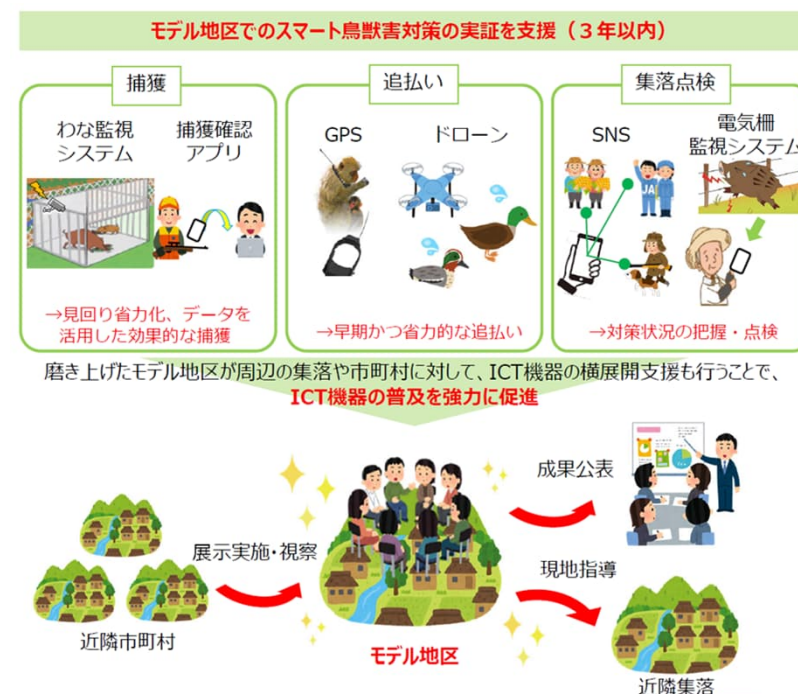 モデル地区でのスマート鳥獣害対策の実証を支援（３年以内）
捕獲
わな監視
システム
捕獲確認
アプリ
→見回り省力化、データを
活用した効果的な捕獲
追払い
GPS
ドローン
→早期かつ省力的な追払い
集落点検
SNS
電気柵
監視システム
JA
→対策状況の把握・点検
磨き上げたモデル地区が周辺の集落や市町村に対して、ICT機器の横展開支援も行うことで、
ICT機器の普及を強力に促進
成果公表
展示実施・視察
現地指導
近隣市町村
モデル地区
近隣集落